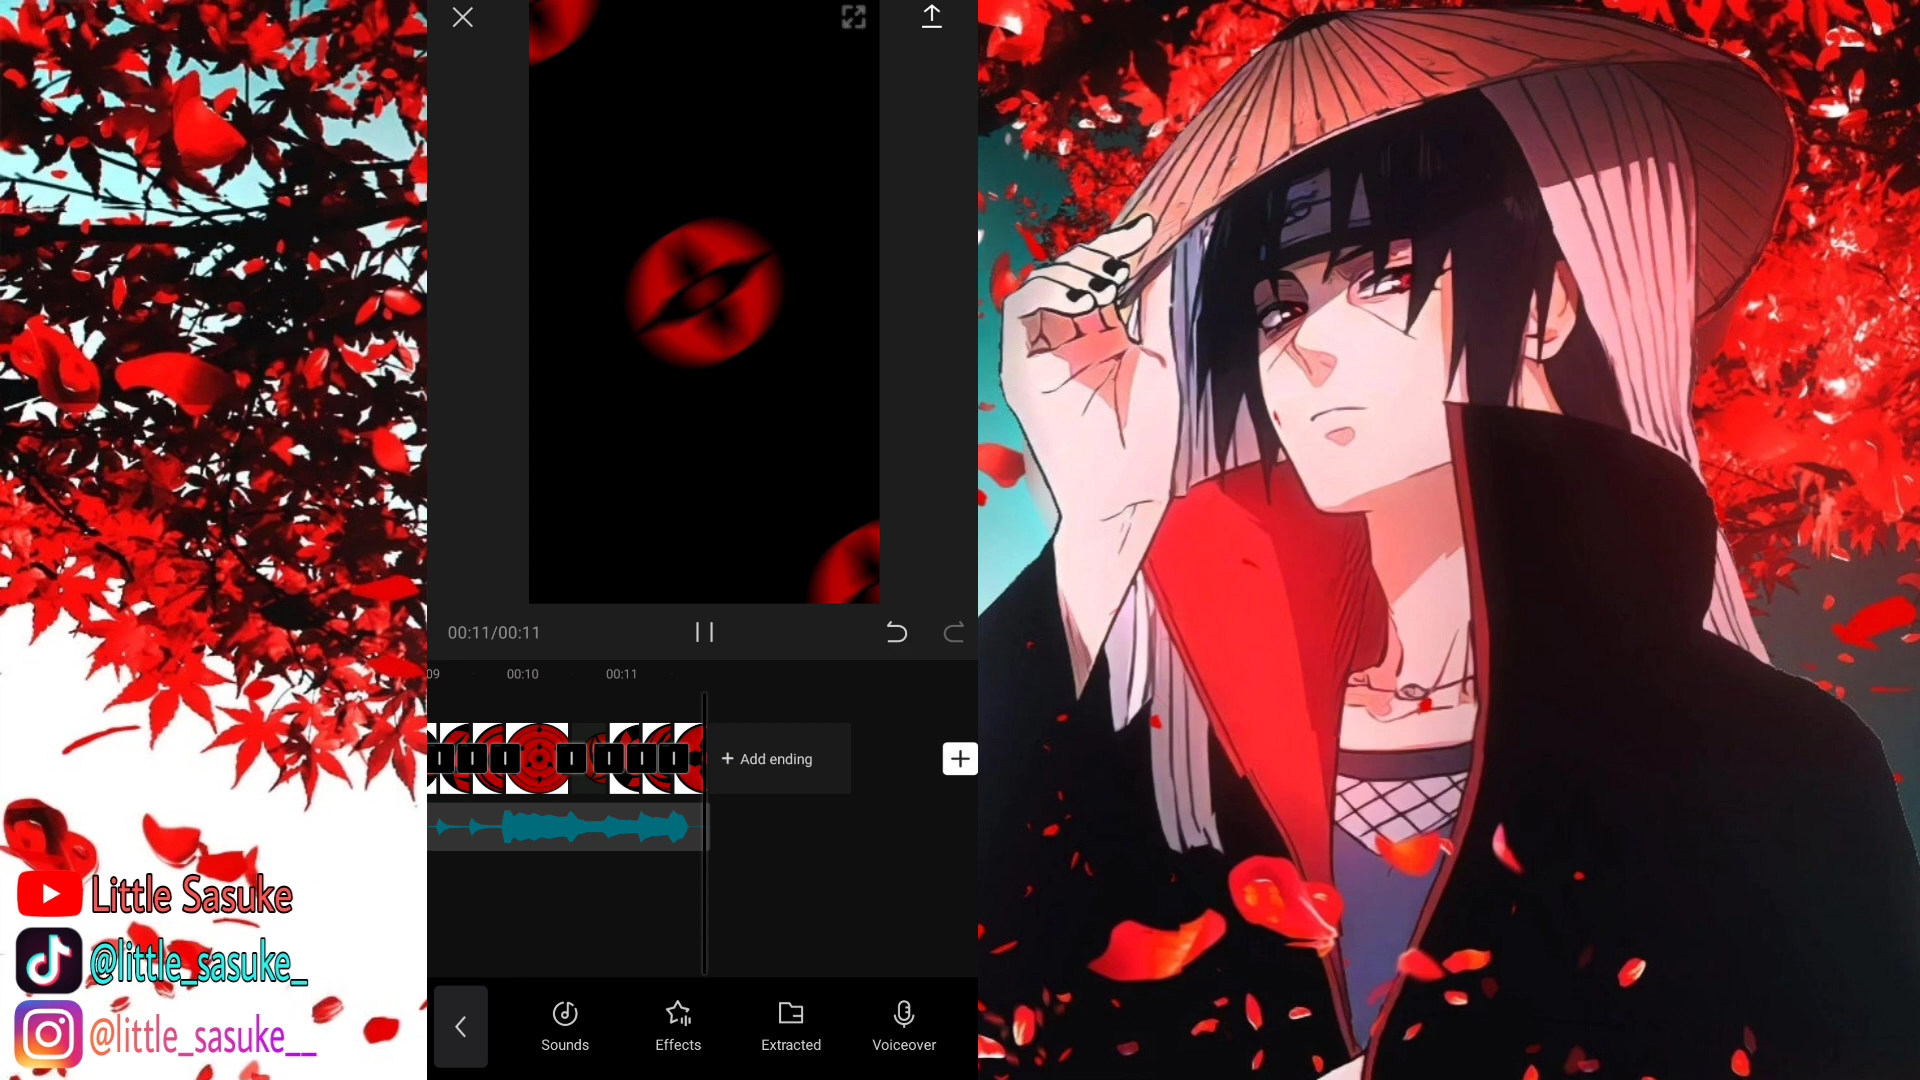 00:11/00:11
09 00:10 00:11
+ Add ending
Sounds Effects Extracted Voiceover
Little Sasuke
@little_sasuke_
@little_sasuke__